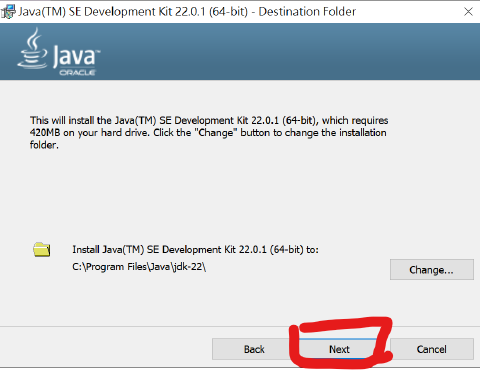 Java(TM) SE Development Kit 22.0.1 (64-bit) - Destination Folder
Java™
ORACLE
This will install the Java(TM) SE Development Kit 22.0.1 (64-bit), which requires
420MB on your hard drive. Click the "Change" button to change the installation
folder.
Install Java(TM) SE Development Kit 22.0.1 (64-bit) to:
C:\Program Files\Java\jdk-22\
Change...
Back
Next
Cancel